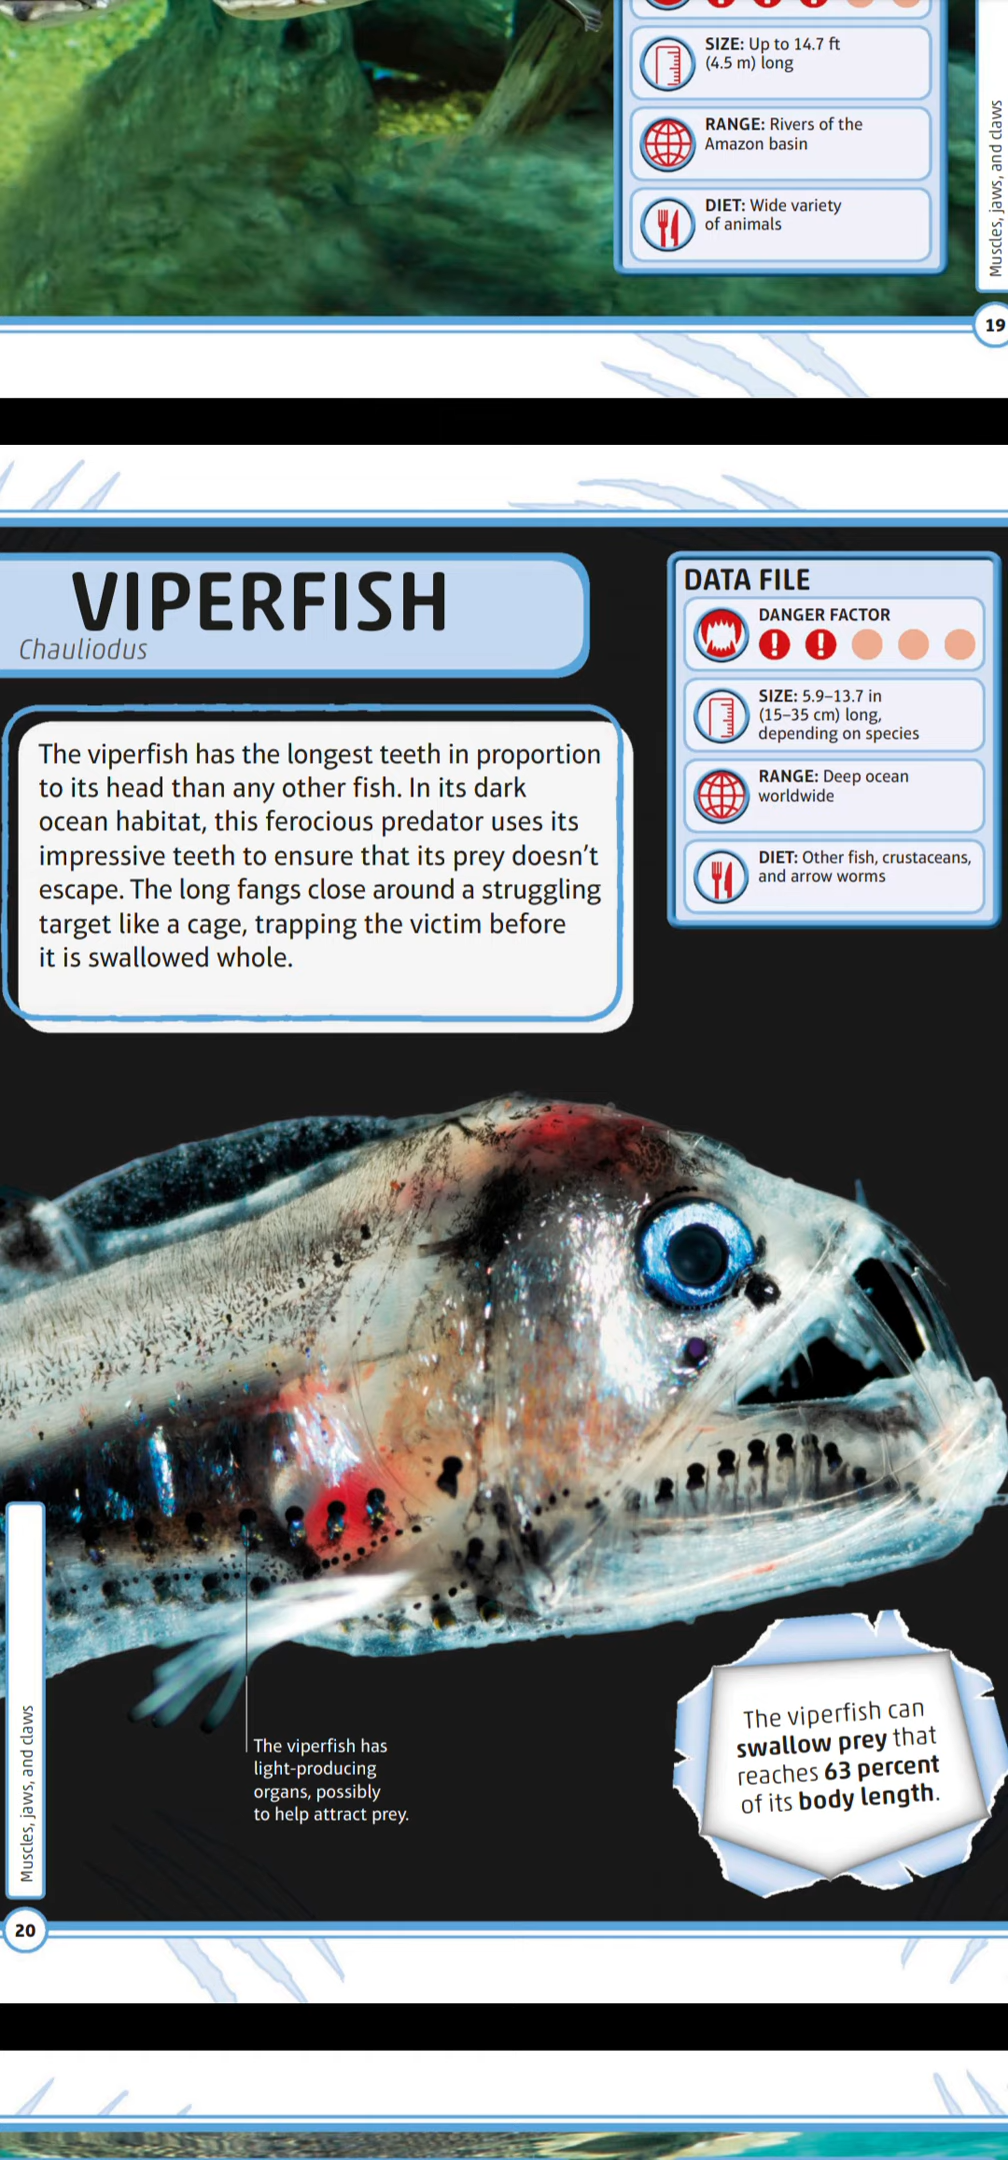 SIZE: Up to 14.7 ft
(4.5 m) long
RANGE: Rivers of the
Amazon basin
DIET: Wide variety
of animals
Muscles, jaws, and claws
19
VIPERFISH
Chauliodus
The viperfish has the longest teeth in proportion
to its head than any other fish. In its dark
ocean habitat, this ferocious predator uses its
impressive teeth to ensure that its prey doesn’t
escape. The long fangs close around a struggling
target like a cage, trapping the victim before
it is swallowed whole.
DATA FILE
DANGER FACTOR
! !
SIZE: 5.9–13.7 in
(15–35 cm) long,
depending on species
RANGE: Deep ocean
worldwide
DIET: Other fish, crustaceans,
and arrow worms
The viperfish has
light-producing
organs, possibly
to help attract prey.
The viperfish can
swallow prey that
reaches 63 percent
of its body length.
Muscles, jaws, and claws
20